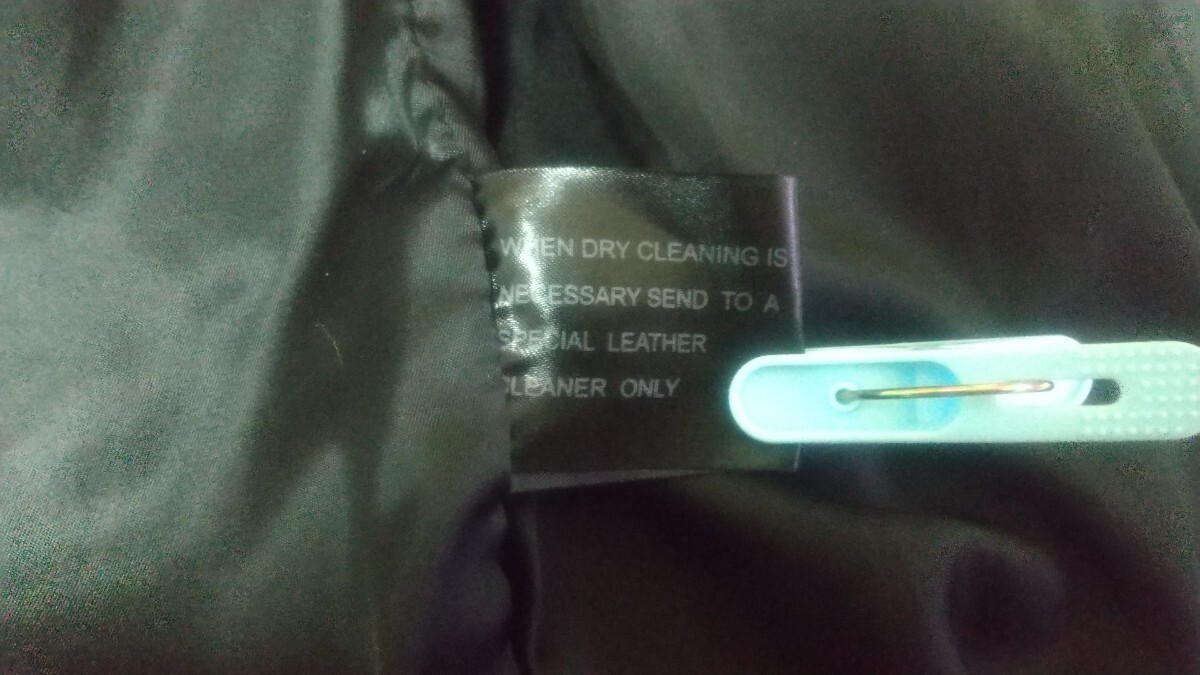 WHEN DRY CLEANING IS
NECESSARY SEND TO A
SPECIAL LEATHER
CLEANER ONLY